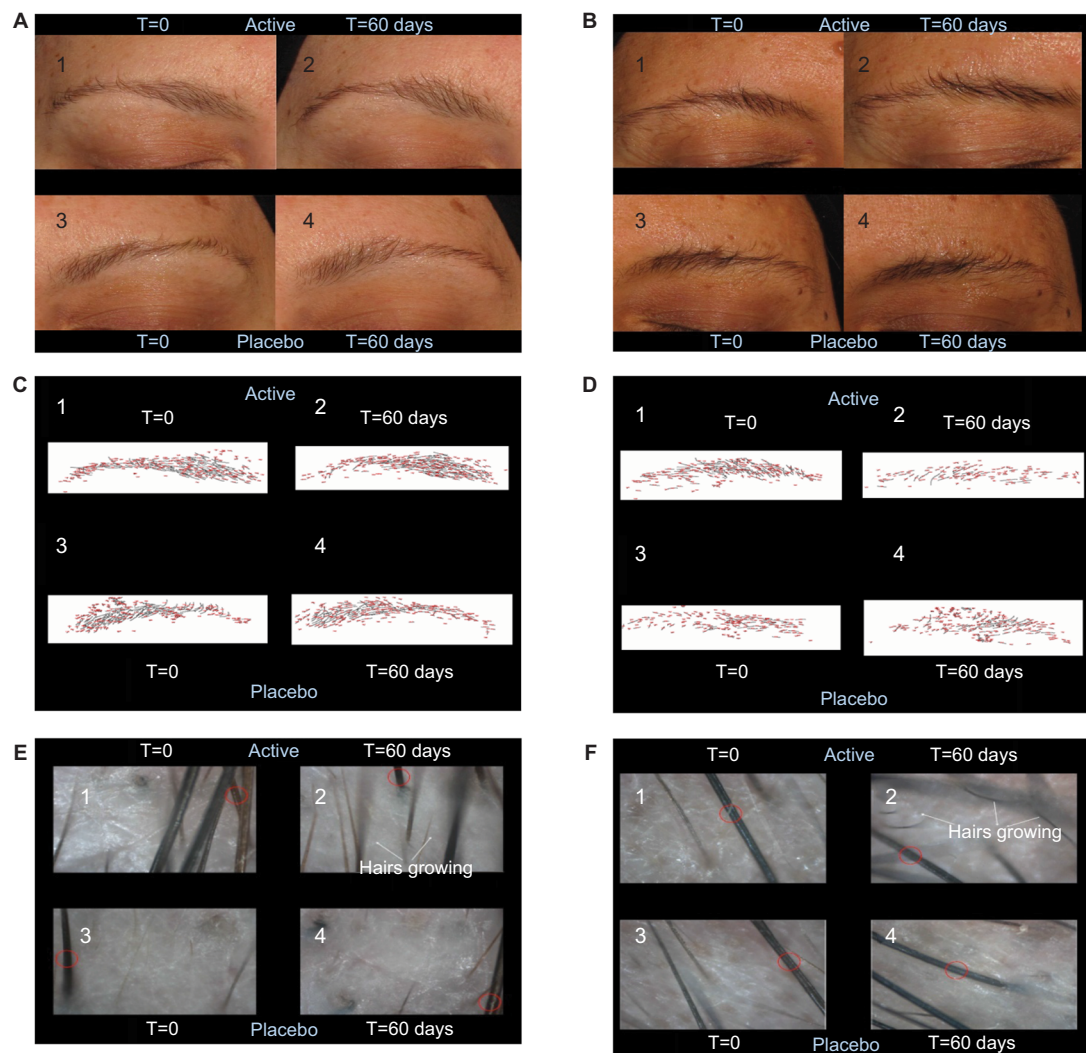 A
T=0 Active T=60 days
1 2
3 4
T=0 Placebo T=60 days
B
T=0 Active T=60 days
1 2
3 4
T=0 Placebo T=60 days
C
Active
1 2
T=0 T=60 days
3 4
T=0 T=60 days
Placebo
D
Active
1 2
T=0 T=60 days
3 4
T=0 T=60 days
Placebo
E
T=0 Active T=60 days
1 2
Hairs growing
3 4
T=0 Placebo T=60 days
F
T=0 Active T=60 days
1 2
Hairs growing
3 4
T=0 Placebo T=60 days